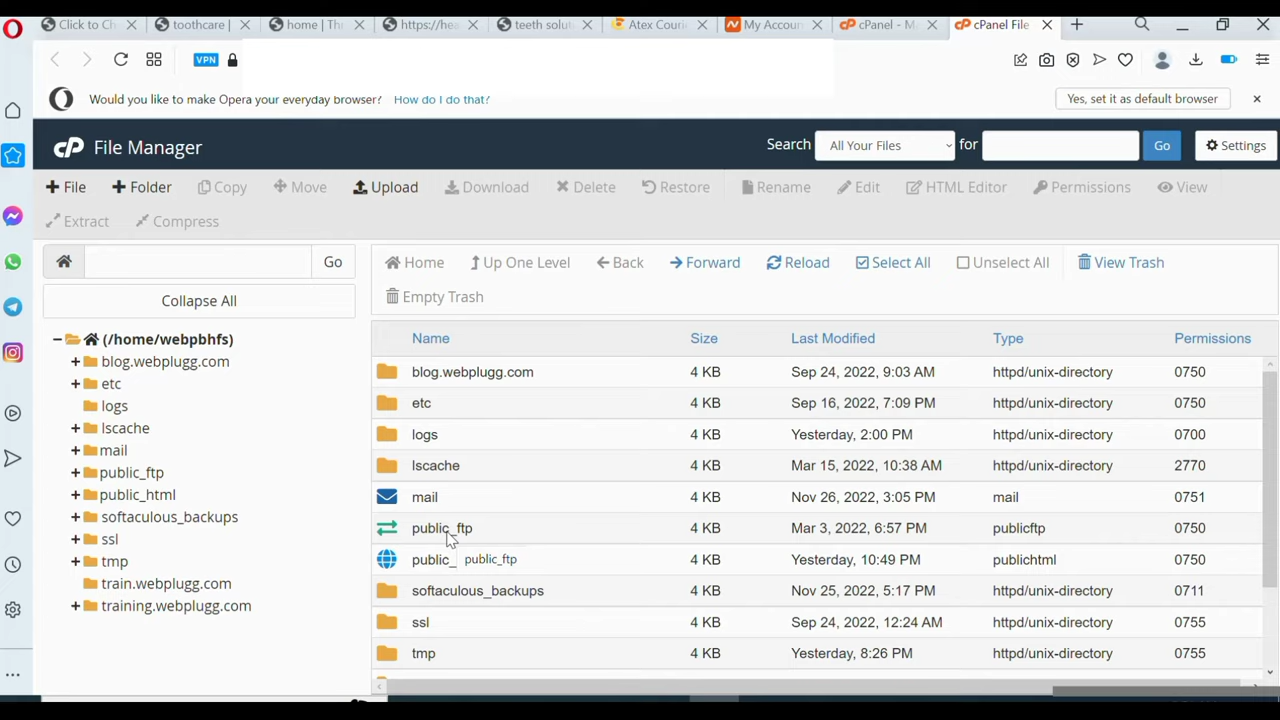 Click to Ch
toothcare |
home | Th
https://hea
teeth solut
Atex Couri
My Accoun
cPanel - M
cPanel File
VPN
Would you like to make Opera your everyday browser? How do I do that?
Yes, set it as default browser
cP File Manager
Search All Your Files for Go Settings
File Folder Copy Move Upload Download Delete Restore Rename Edit HTML Editor Permissions View
Extract Compress
Go
Home Up One Level Back Forward Reload Select All Unselect All View Trash
Empty Trash
Collapse All
(/home/webpbhfs)
blog.webplugg.com
etc
logs
lscache
mail
public_ftp
public_html
softaculous_backups
ssl
tmp
train.webplugg.com
training.webplugg.com
Name Size Last Modified Type Permissions
blog.webplugg.com 4 KB Sep 24, 2022, 9:03 AM httpd/unix-directory 0750
etc 4 KB Sep 16, 2022, 7:09 PM httpd/unix-directory 0750
logs 4 KB Yesterday, 2:00 PM httpd/unix-directory 0700
lscache 4 KB Mar 15, 2022, 10:38 AM httpd/unix-directory 2770
mail 4 KB Nov 26, 2022, 3:05 PM mail 0751
public_ftp 4 KB Mar 3, 2022, 6:57 PM publicftp 0750
public_ public_ftp 4 KB Yesterday, 10:49 PM publichtml 0750
softaculous_backups 4 KB Nov 25, 2022, 5:17 PM httpd/unix-directory 0711
ssl 4 KB Sep 24, 2022, 12:24 AM httpd/unix-directory 0755
tmp 4 KB Yesterday, 8:26 PM httpd/unix-directory 0755